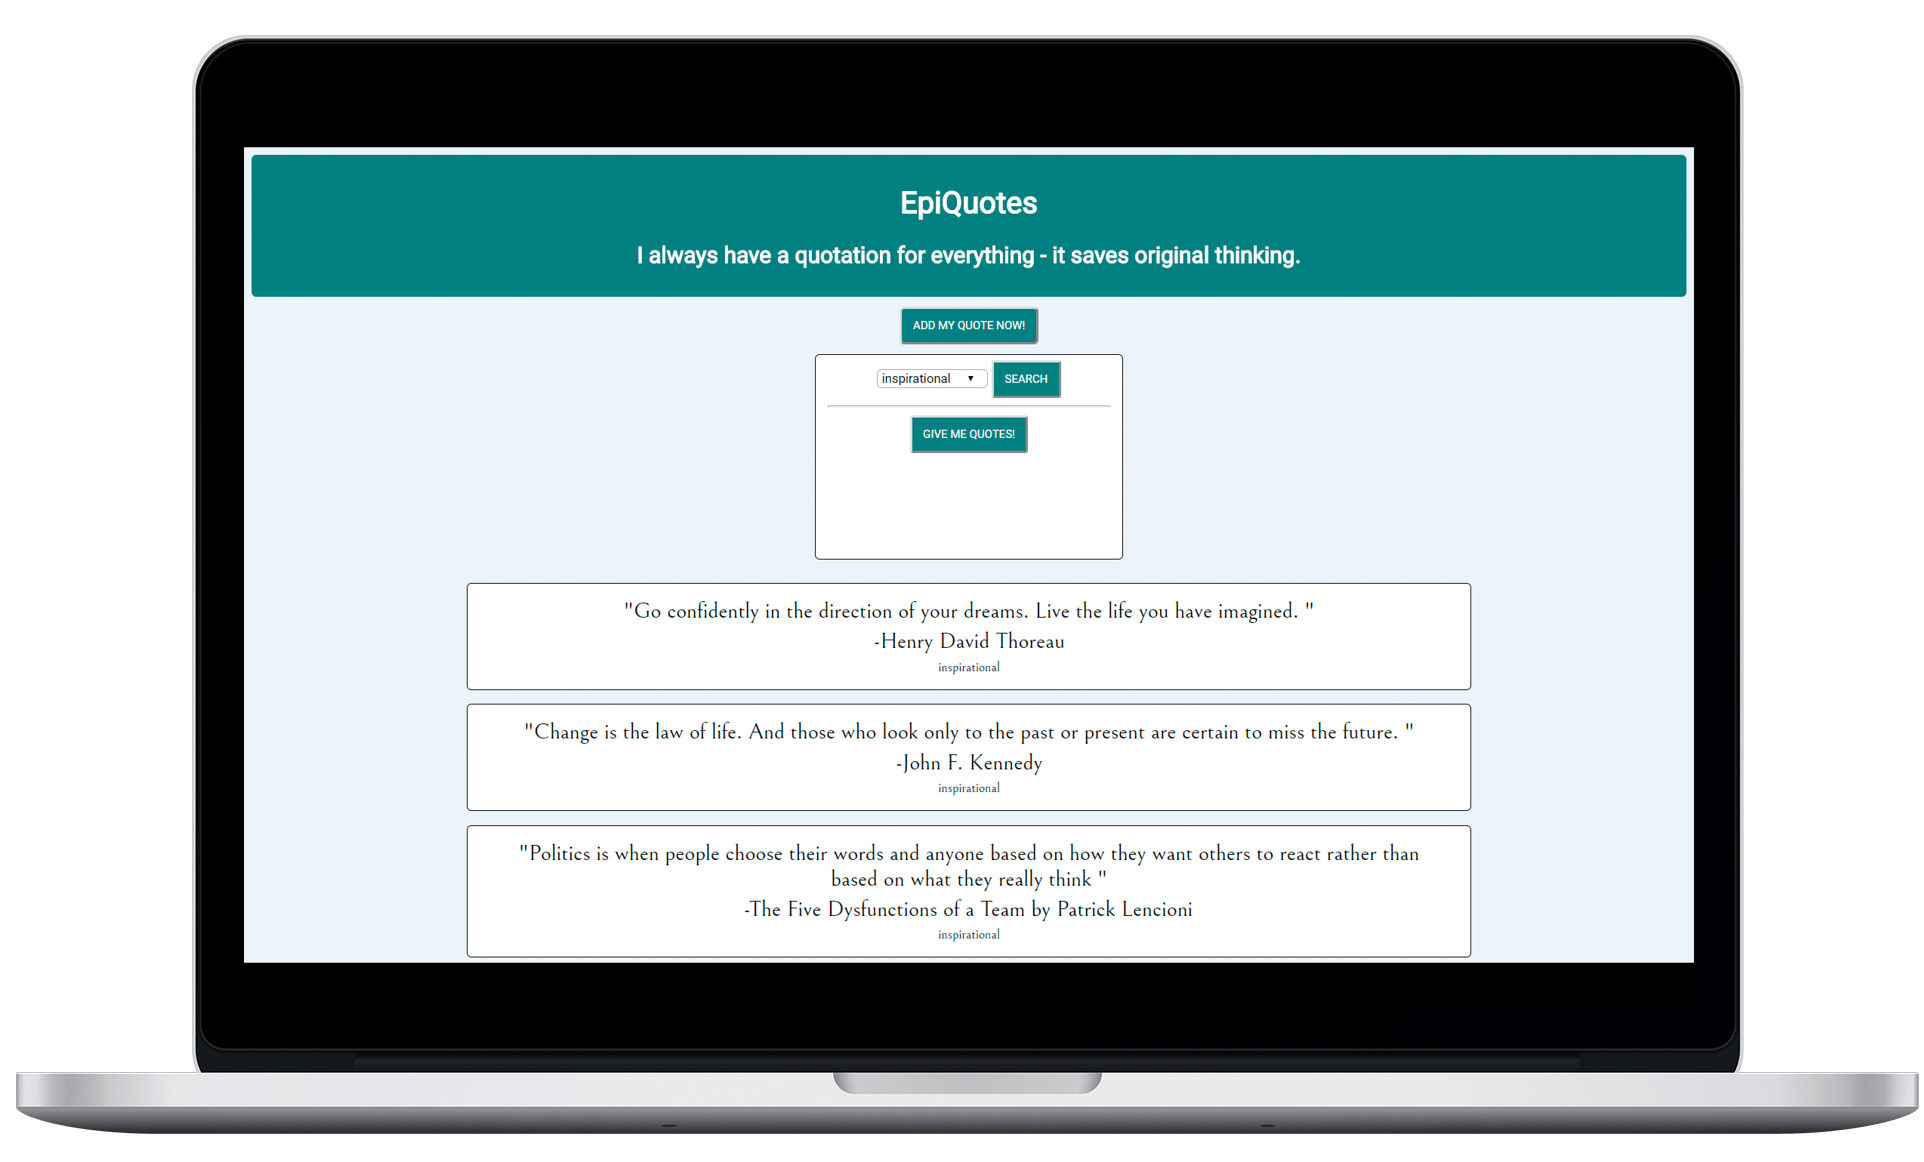 EpiQuotes
I always have a quotation for everything - it saves original thinking.
ADD MY QUOTE NOW!
inspirational
SEARCH
GIVE ME QUOTES!
"Go confidently in the direction of your dreams. Live the life you have imagined. "
-Henry David Thoreau
inspirational
"Change is the law of life. And those who look only to the past or present are certain to miss the future. "
-John F. Kennedy
inspirational
"Politics is when people choose their words and anyone based on how they want others to react rather than
based on what they really think "
-The Five Dysfunctions of a Team by Patrick Lencioni
inspirational